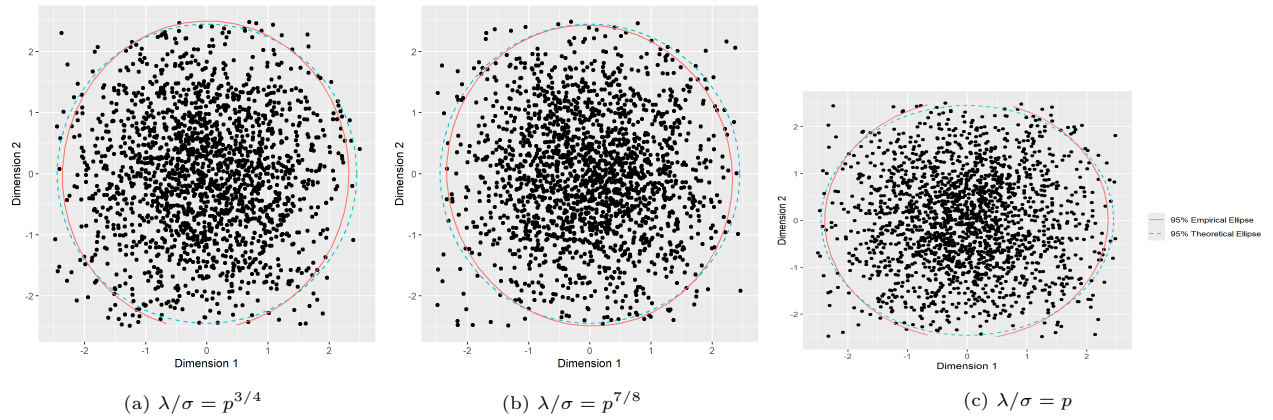 2
1
0
-1
-2
Dimension 2
-2 -1 0 1 2
Dimension 1
(a) λ/σ = p^{3/4}
2
1
0
-1
-2
Dimension 2
-2 -1 0 1 2
Dimension 1
(b) λ/σ = p^{7/8}
2
1
0
-1
-2
Dimension 2
-2 -1 0 1 2
Dimension 1
(c) λ/σ = p
95% Empirical Ellipse
95% Theoretical Ellipse